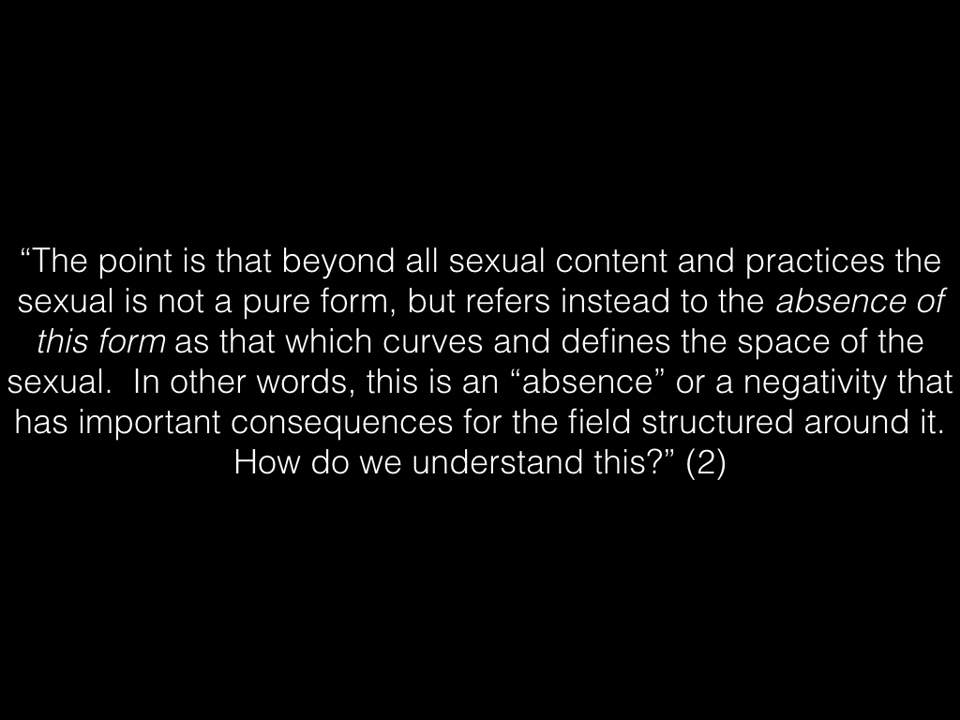 “The point is that beyond all sexual content and practices the
sexual is not a pure form, but refers instead to the absence of
this form as that which curves and defines the space of the
sexual.  In other words, this is an “absence” or a negativity that
has important consequences for the field structured around it.
How do we understand this?” (2)